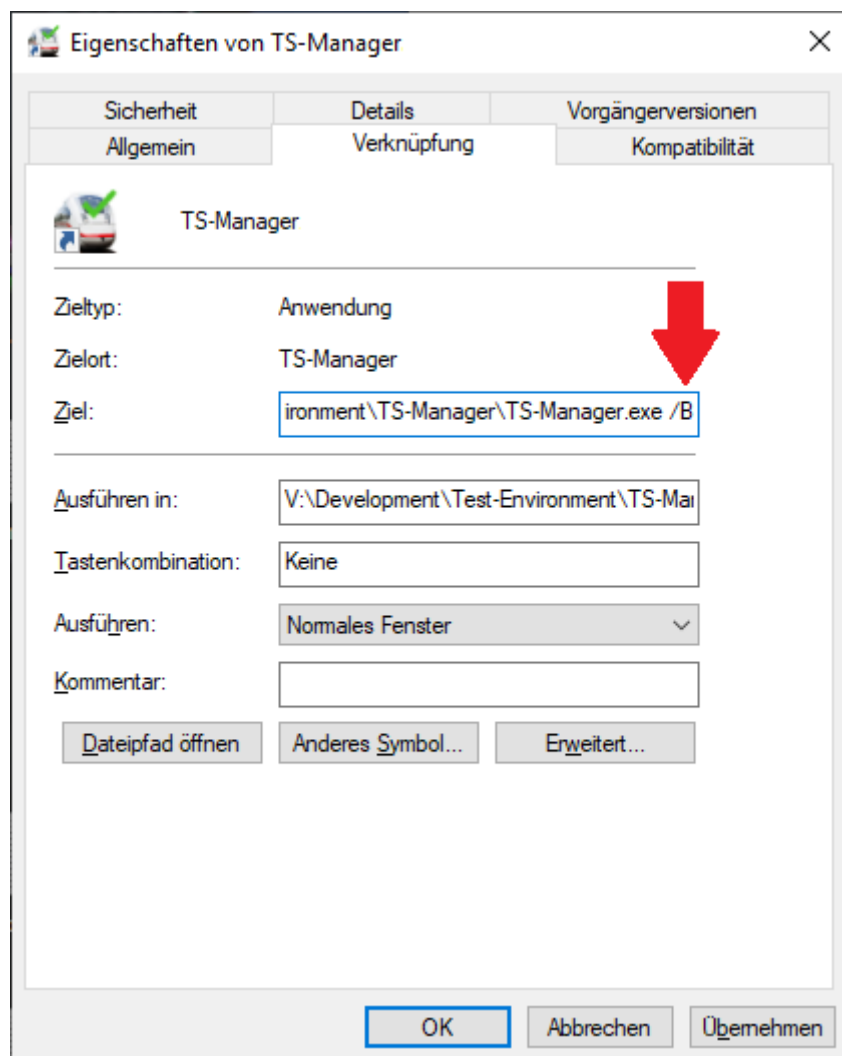 Eigenschaften von TS-Manager
Sicherheit Details Vorgängerversionen
Allgemein Verknüpfung Kompatibilität
TS-Manager
Zieltyp: Anwendung
Zielort: TS-Manager
Ziel: ironment\TS-Manager\TS-Manager.exe /B
Ausführen in: V:\Development\Test-Environment\TS-Mai
Tastenkombination: Keine
Ausführen: Normales Fenster
Kommentar:
Dateipfad öffnen Anderes Symbol... Erweitert...
OK Abbrechen Übernehmen